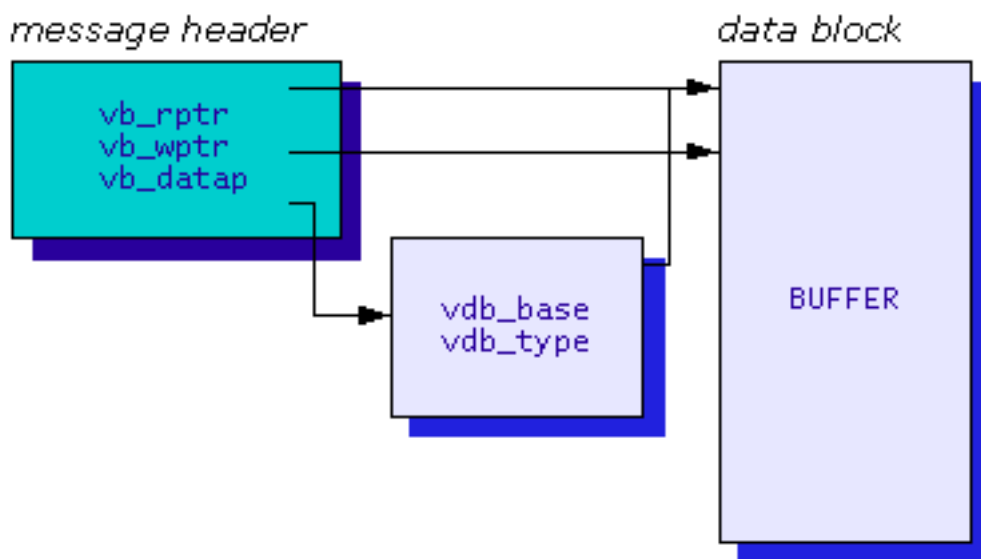 message header
data block
vb_rptr
vb_wptr
vb_datap
vdb_base
vdb_type
BUFFER